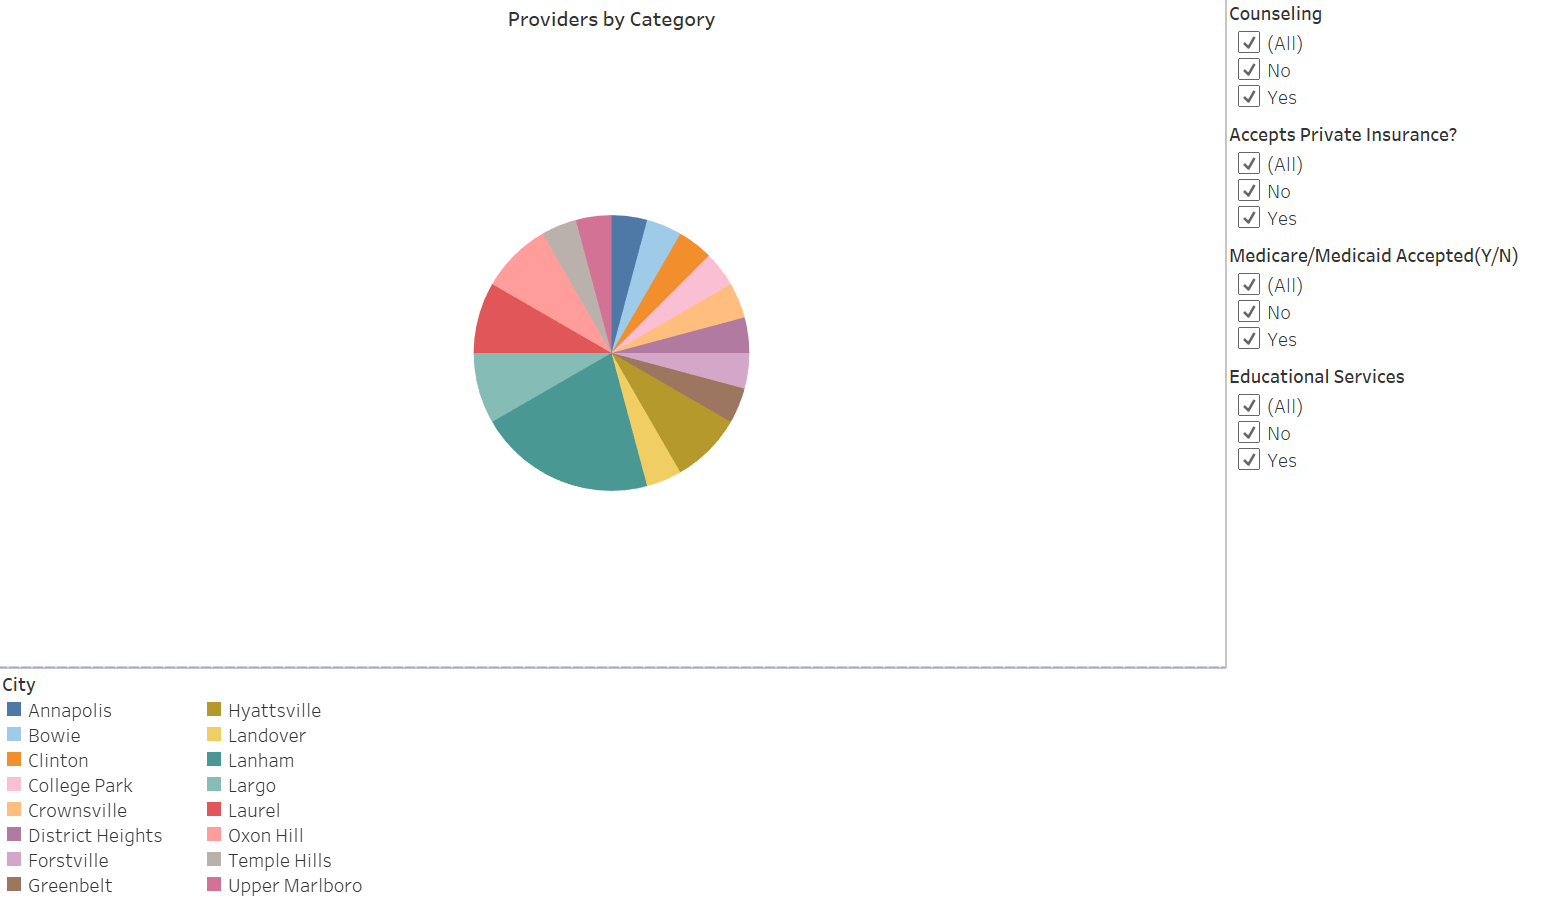 Providers by Category
Counseling
(All)
No
Yes
Accepts Private Insurance?
(All)
No
Yes
Medicare/Medicaid Accepted(Y/N)
(All)
No
Yes
Educational Services
(All)
No
Yes
City
Annapolis
Bowie
Clinton
College Park
Crownsville
District Heights
Forstville
Greenbelt
Hyattsville
Landover
Lanham
Largo
Laurel
Oxon Hill
Temple Hills
Upper Marlboro